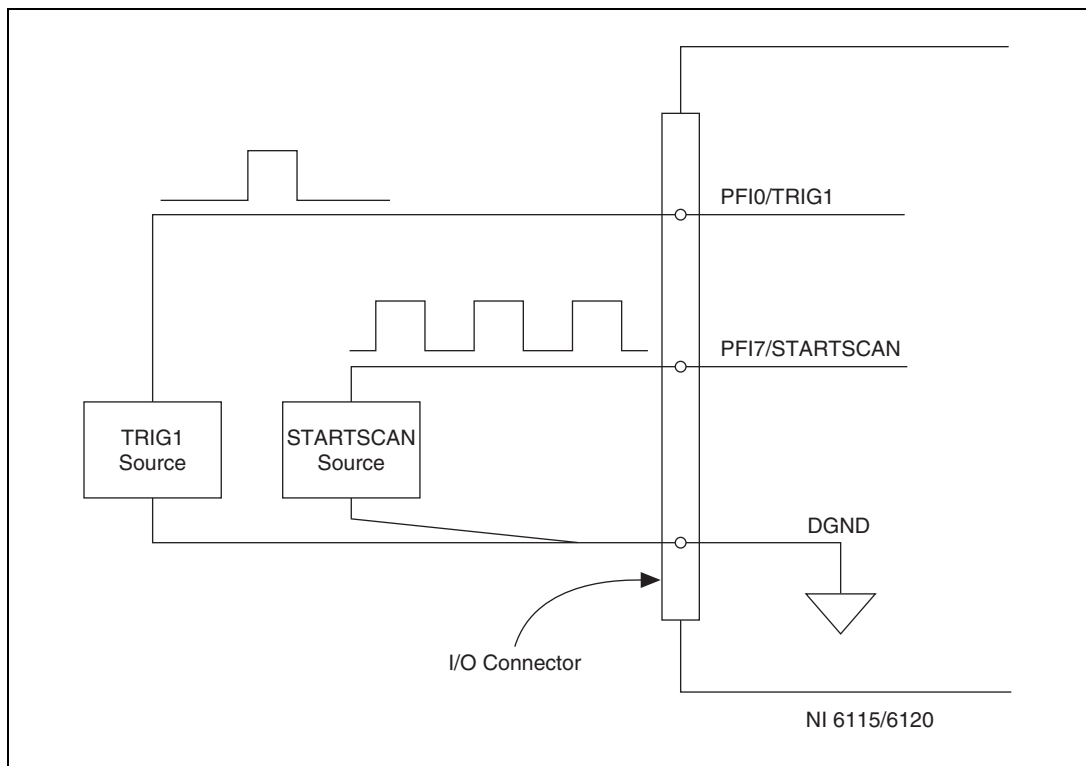 PFI0/TRIG1
PFI7/STARTSCAN
TRIG1
Source
STARTSCAN
Source
DGND
I/O Connector
NI 6115/6120